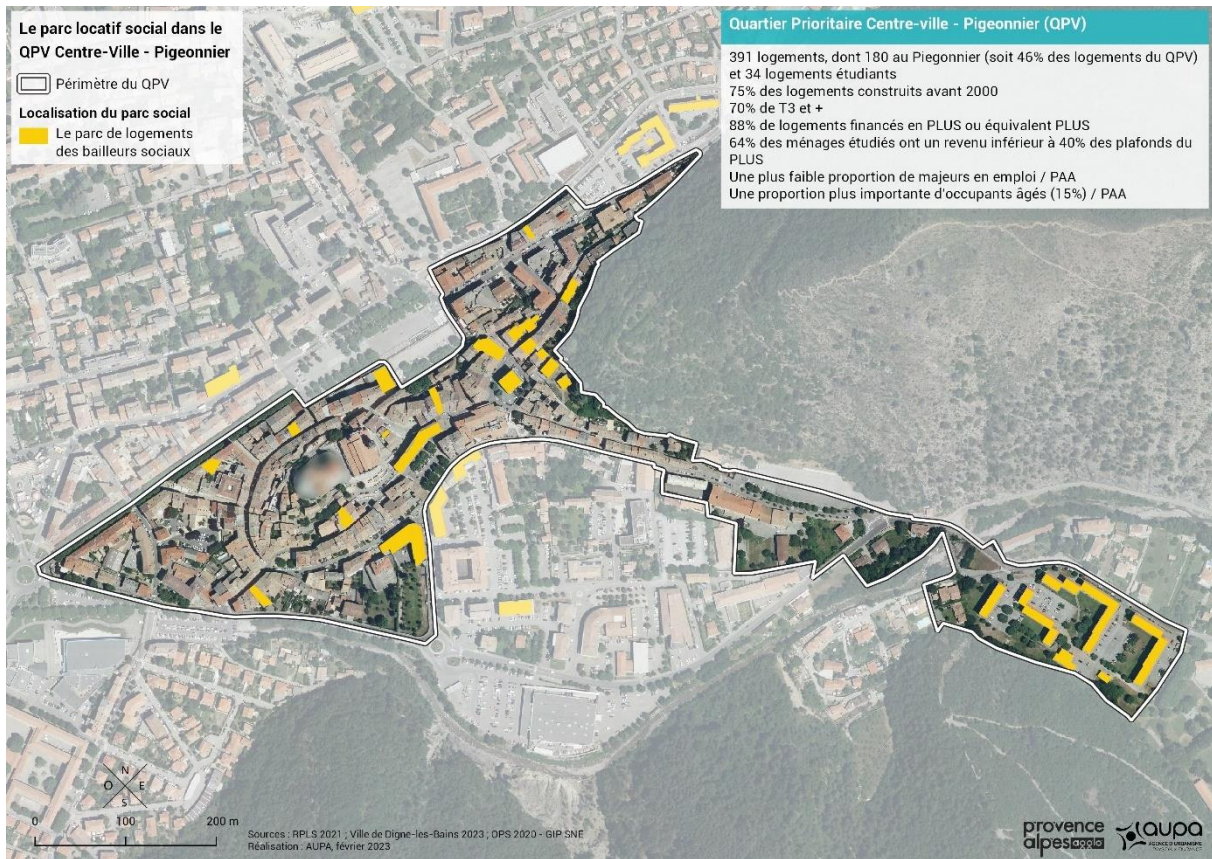 Le parc locatif social dans le
QPV Centre-Ville - Pigeonnier
Périmètre du QPV
Localisation du parc social
Le parc de logements
des bailleurs sociaux
Quartier Prioritaire Centre-ville - Pigeonnier (QPV)
391 logements, dont 180 au Piegonnier (soit 46% des logements du QPV)
et 34 logements étudiants
75% des logements construits avant 2000
70% de T3 et +
88% de logements financés en PLUS ou équivalent PLUS
64% des ménages étudiés ont un revenu inférieur à 40% des plafonds du
PLUS
Une plus faible proportion de majeurs en emploi / PAA
Une proportion plus importante d'occupants âgés (15%) / PAA
N
O E
S
0 100 200 m
Sources : RPLS 2021 ; Ville de Digne-les-Bains 2023 ; OPS 2020 - GIP SNE
Réalisation : AUPA, février 2023
provence
alpes agglo
aupa
AGENCE D'URBANISME